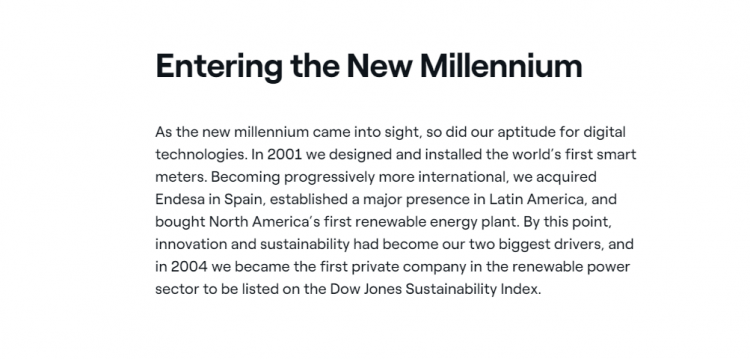 Entering the New Millennium
As the new millennium came into sight, so did our aptitude for digital
technologies. In 2001 we designed and installed the world’s first smart
meters. Becoming progressively more international, we acquired
Endesa in Spain, established a major presence in Latin America, and
bought North America’s first renewable energy plant. By this point,
innovation and sustainability had become our two biggest drivers, and
in 2004 we became the first private company in the renewable power
sector to be listed on the Dow Jones Sustainability Index.